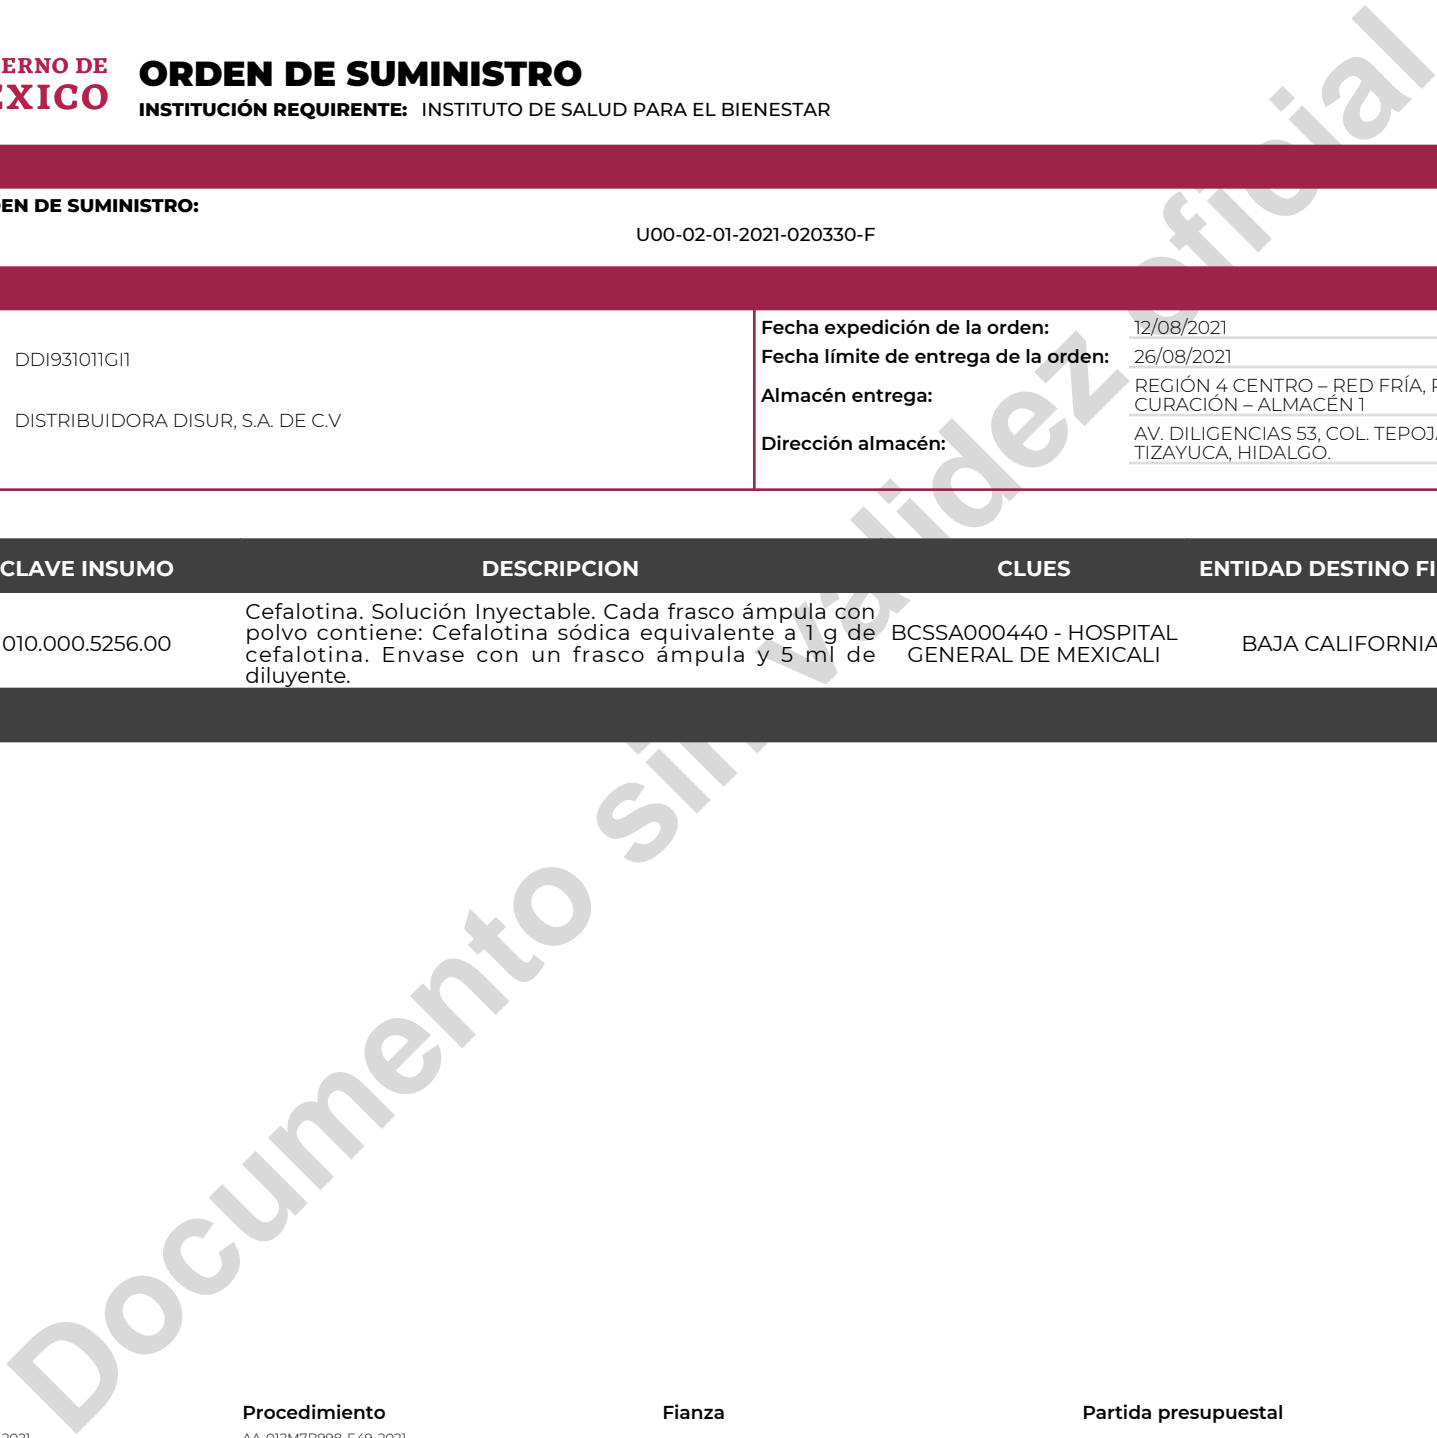 ERNO DE
ÉXICO
ORDEN DE SUMINISTRO
INSTITUCIÓN REQUIRENTE: INSTITUTO DE SALUD PARA EL BIENESTAR
EN DE SUMINISTRO:
U00-02-01-2021-020330-F
DDI931011GI1
DISTRIBUIDORA DISUR, S.A. DE C.V
Fecha expedición de la orden: 12/08/2021
Fecha límite de entrega de la orden: 26/08/2021
Almacén entrega: REGIÓN 4 CENTRO – RED FRÍA,
CURACIÓN – ALMACÉN 1
Dirección almacén: AV. DILIGENCIAS 53, COL. TEPOJ
TIZAYUCA, HIDALGO.
CLAVE INSUMO DESCRIPCION CLUES ENTIDAD DESTINO FI
010.000.5256.00
Cefalotina. Solución Inyectable. Cada frasco ámpula con
polvo contiene: Cefalotina sódica equivalente a 1 g de
cefalotina. Envase con un frasco ámpula y 5 ml de
diluyente.
BCSSA000440 - HOSPITAL
GENERAL DE MEXICALI
BAJA CALIFORNIA
Documento sin validez oficial
Procedimiento Fianza Partida presupuestal